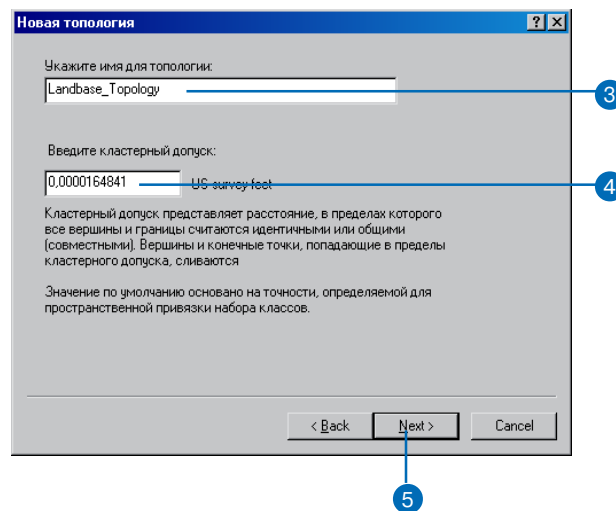 Новая топология
Укажите имя для топологии:
Landbase_Topology
3
Введите кластерный допуск:
0,0000164841 US survey feet
4
Кластерный допуск представляет расстояние, в пределах которого
все вершины и границы считаются идентичными или общими
(совместными). Вершины и конечные точки, попадающие в пределы
кластерного допуска, сливаются
Значение по умолчанию основано на точности, определяемой для
пространственной привязки набора классов.
< Back Next > Cancel
5